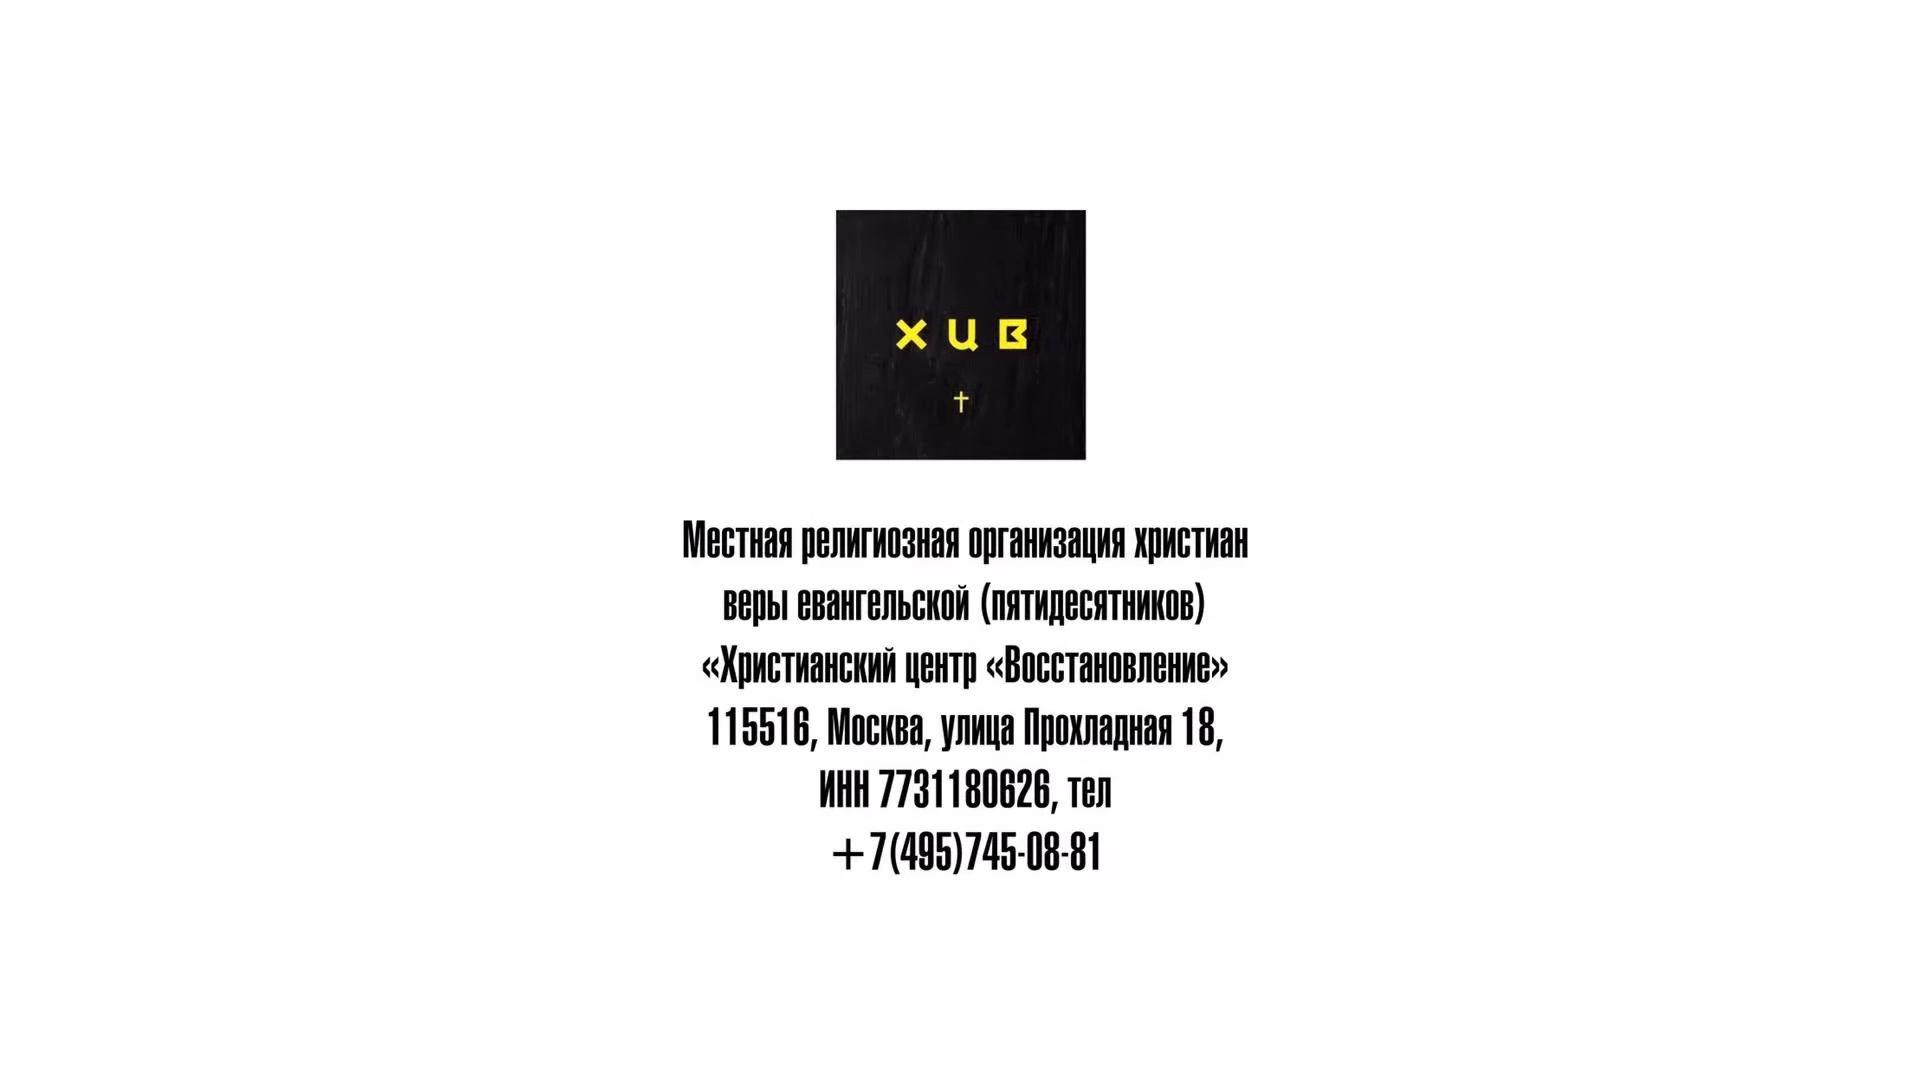 ХЦВ
Местная религиозная организация христиан
веры евангельской (пятидесятников)
«Христианский центр «Восстановление»
115516, Москва, улица Прохладная 18,
ИНН 7731180626, тел
+7(495)745-08-81